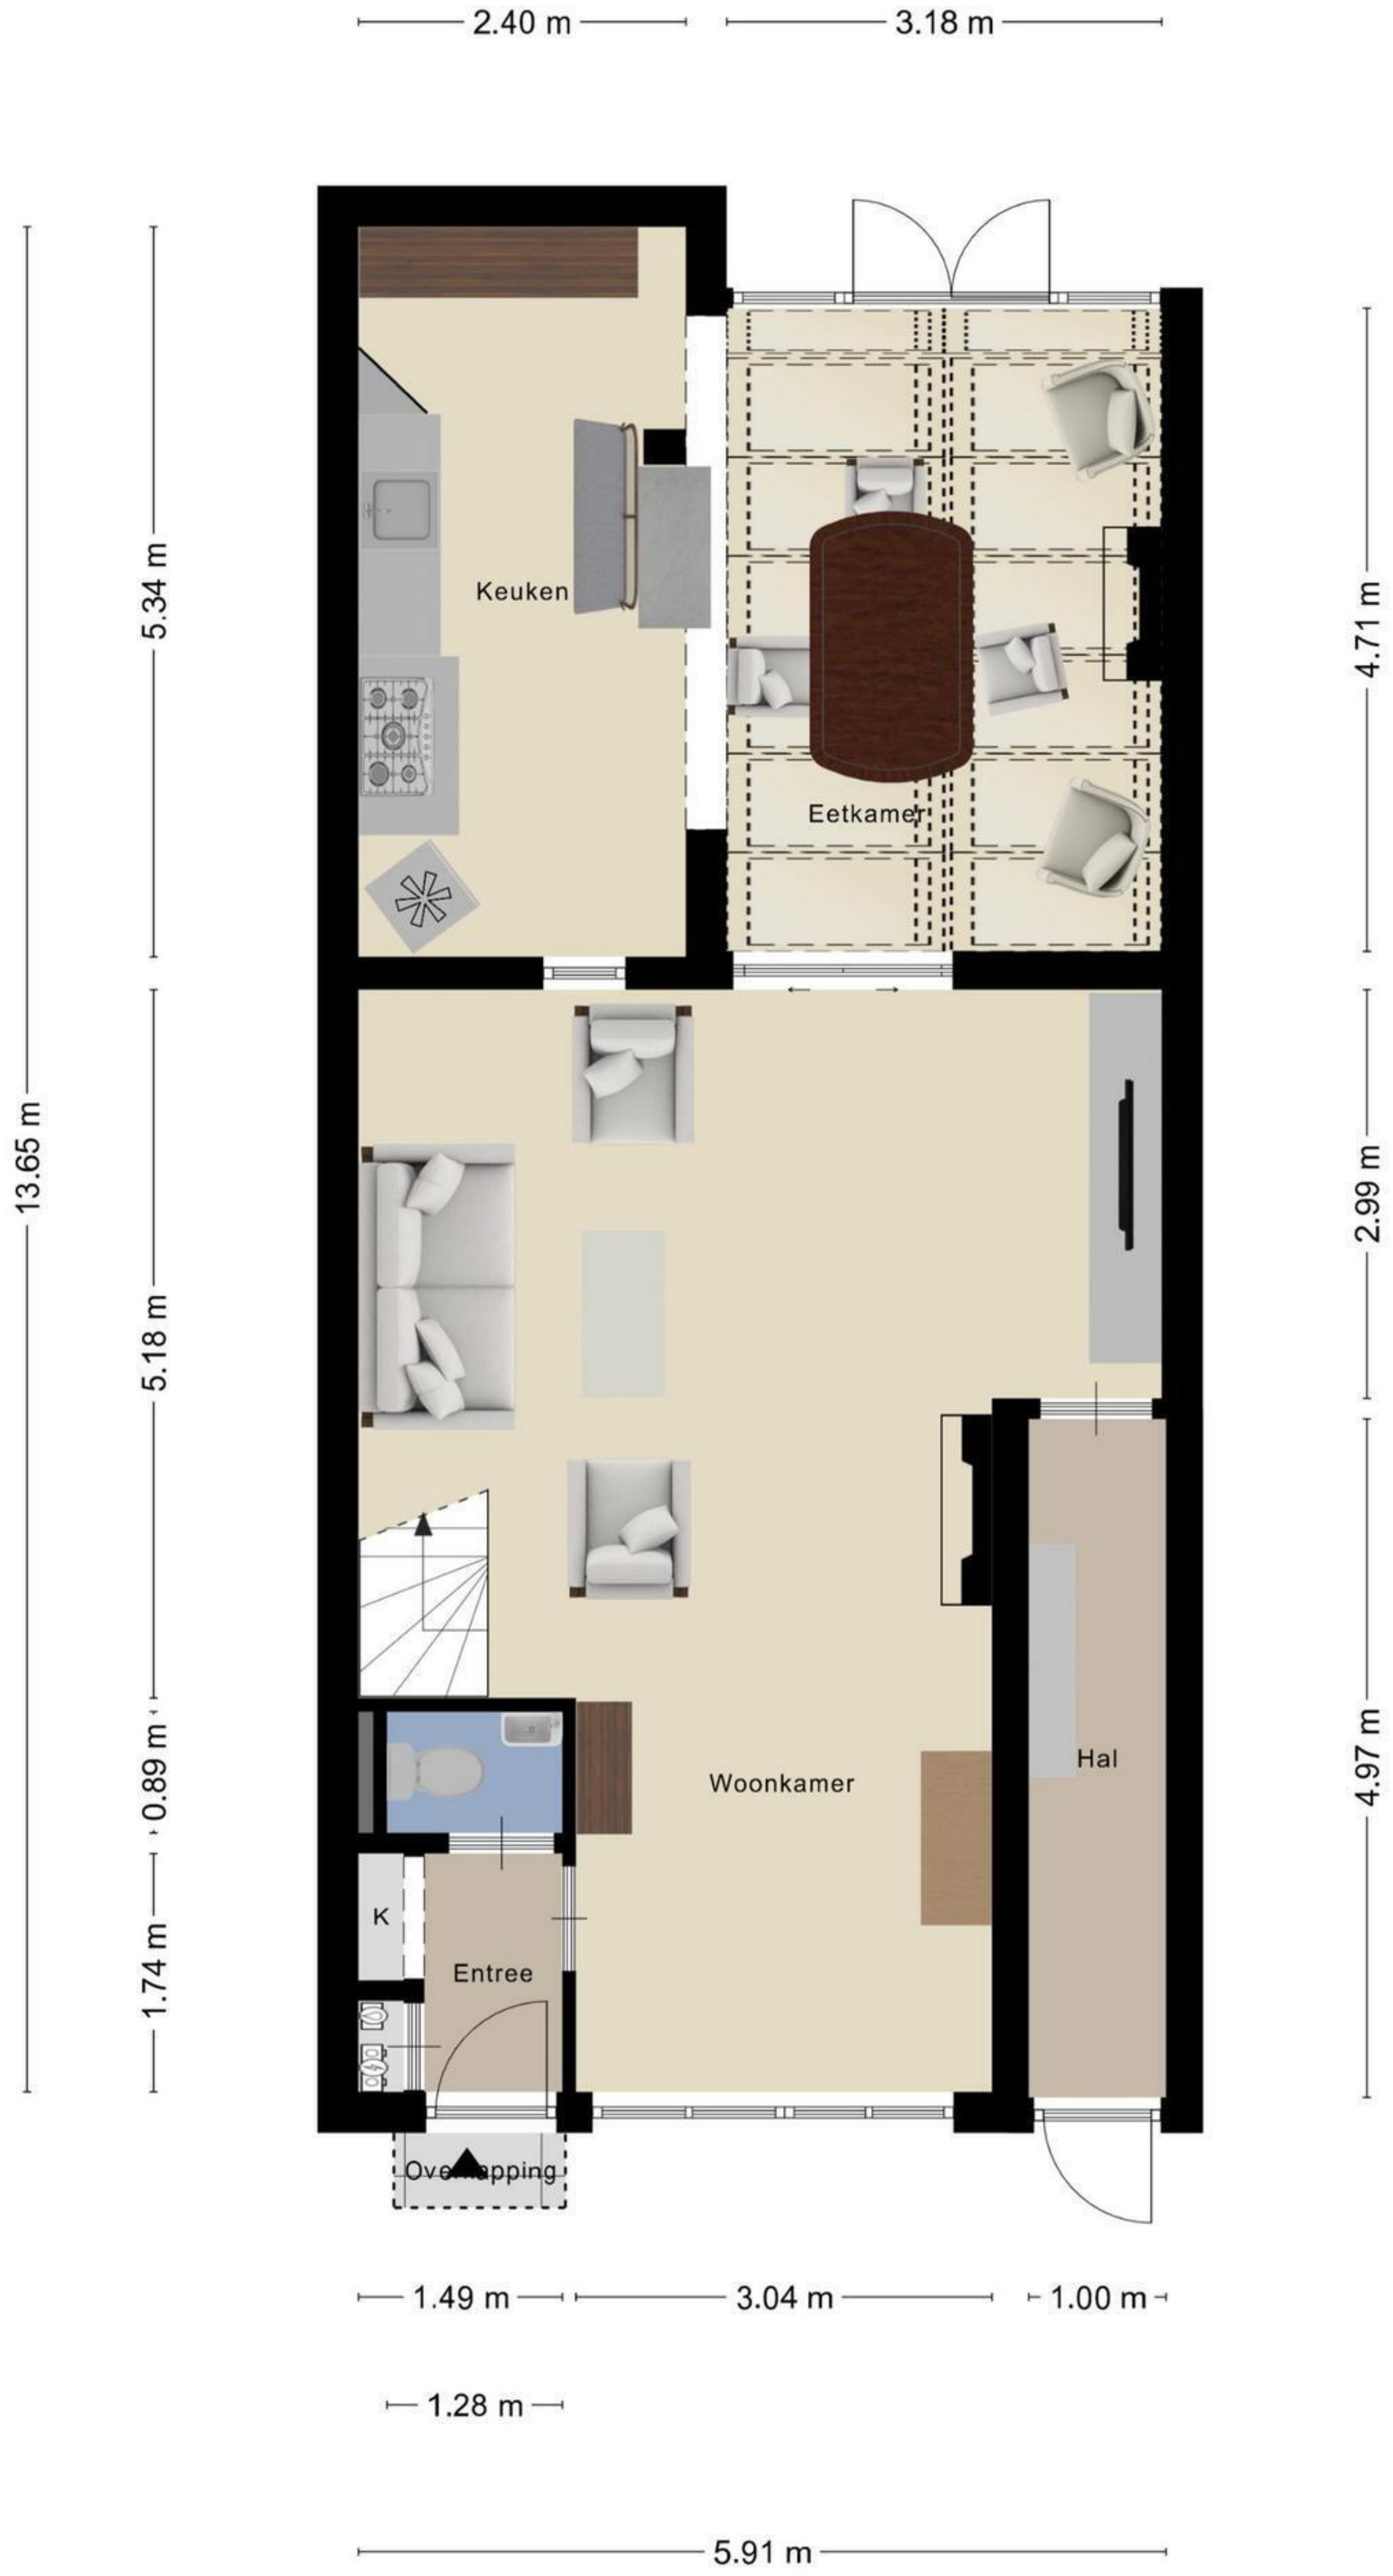 2.40 m
3.18 m
5.34 m
Keuken
4.71 m
Eetkamer
13.65 m
2.99 m
5.18 m
0.89 m
Woonkamer
Hal
4.97 m
K
1.74 m
Entree
1.49 m
3.04 m
1.00 m
1.28 m
5.91 m